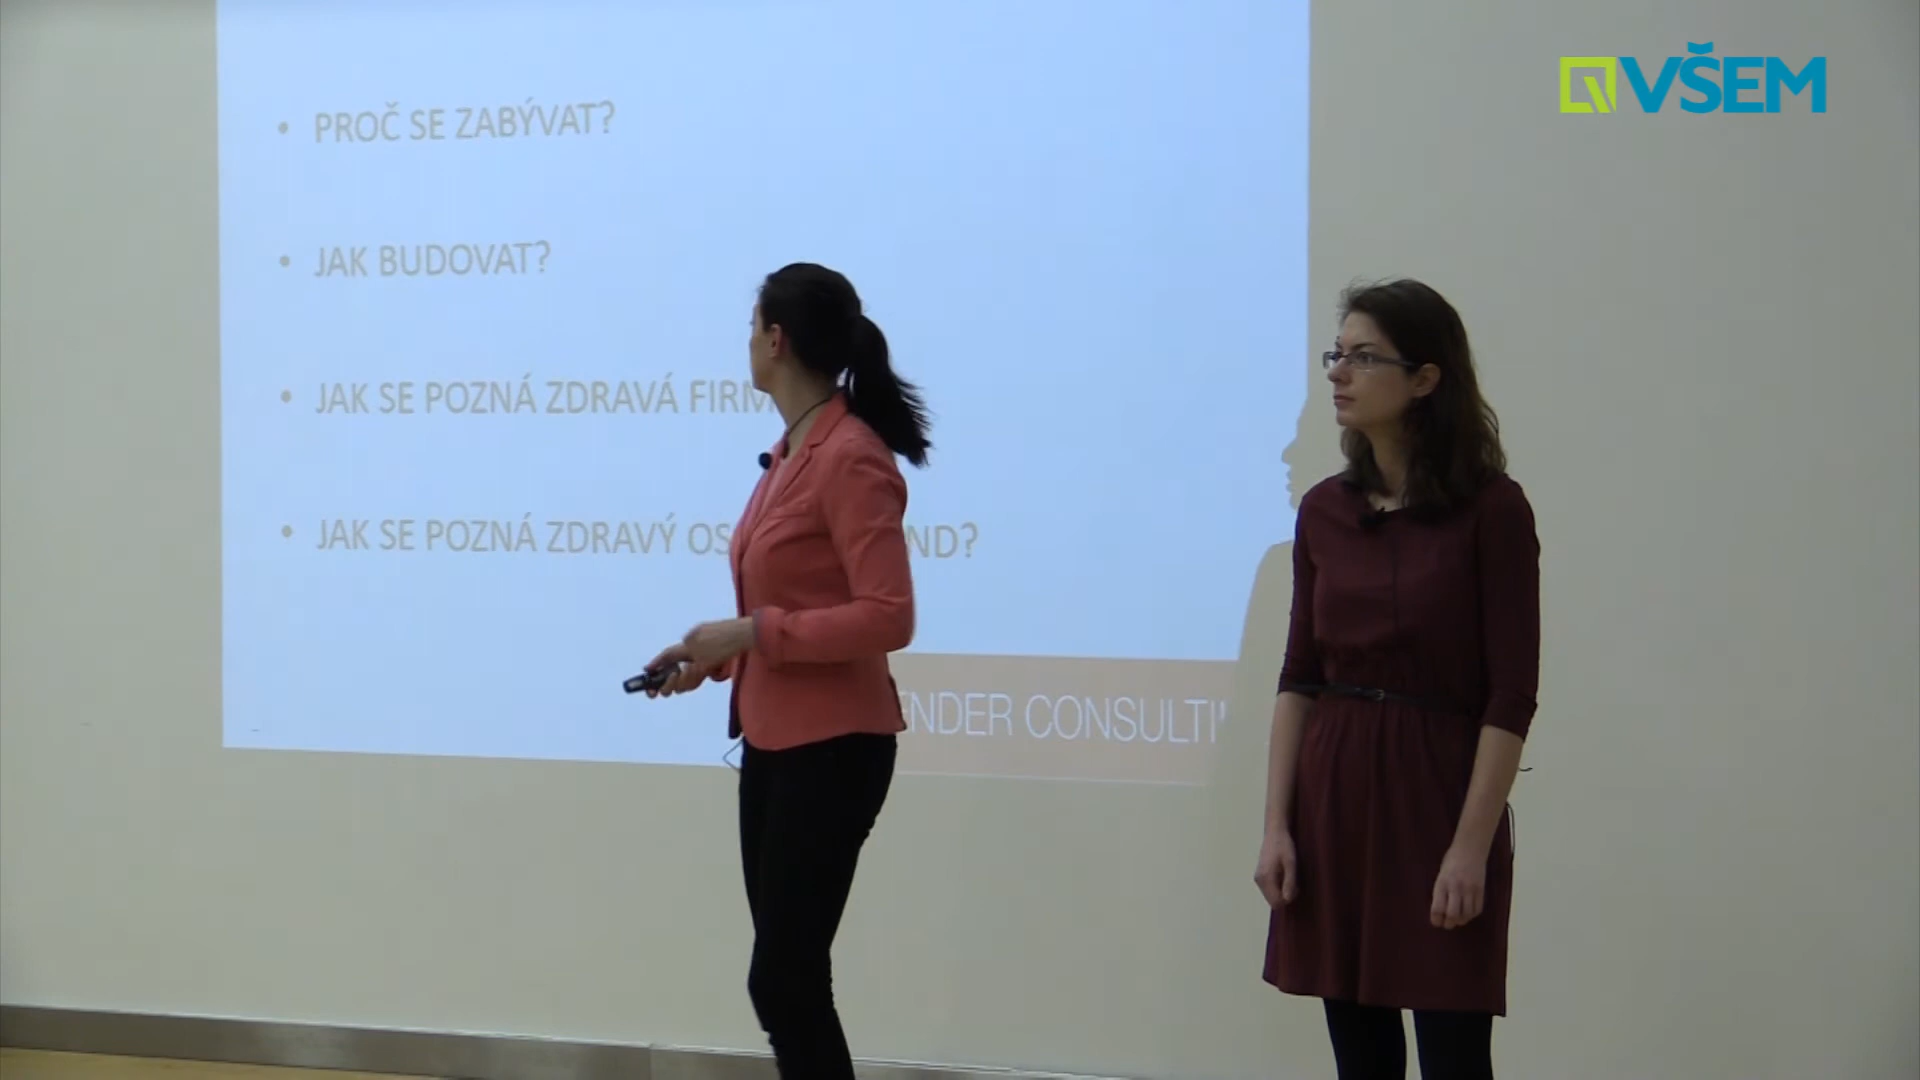 VŠEM
• PROČ SE ZABÝVAT?
• JAK BUDOVAT?
• JAK SE POZNÁ ZDRAVÁ FIRM
• JAK SE POZNÁ ZDRAVÝ OS ND?
ENDER CONSULTI